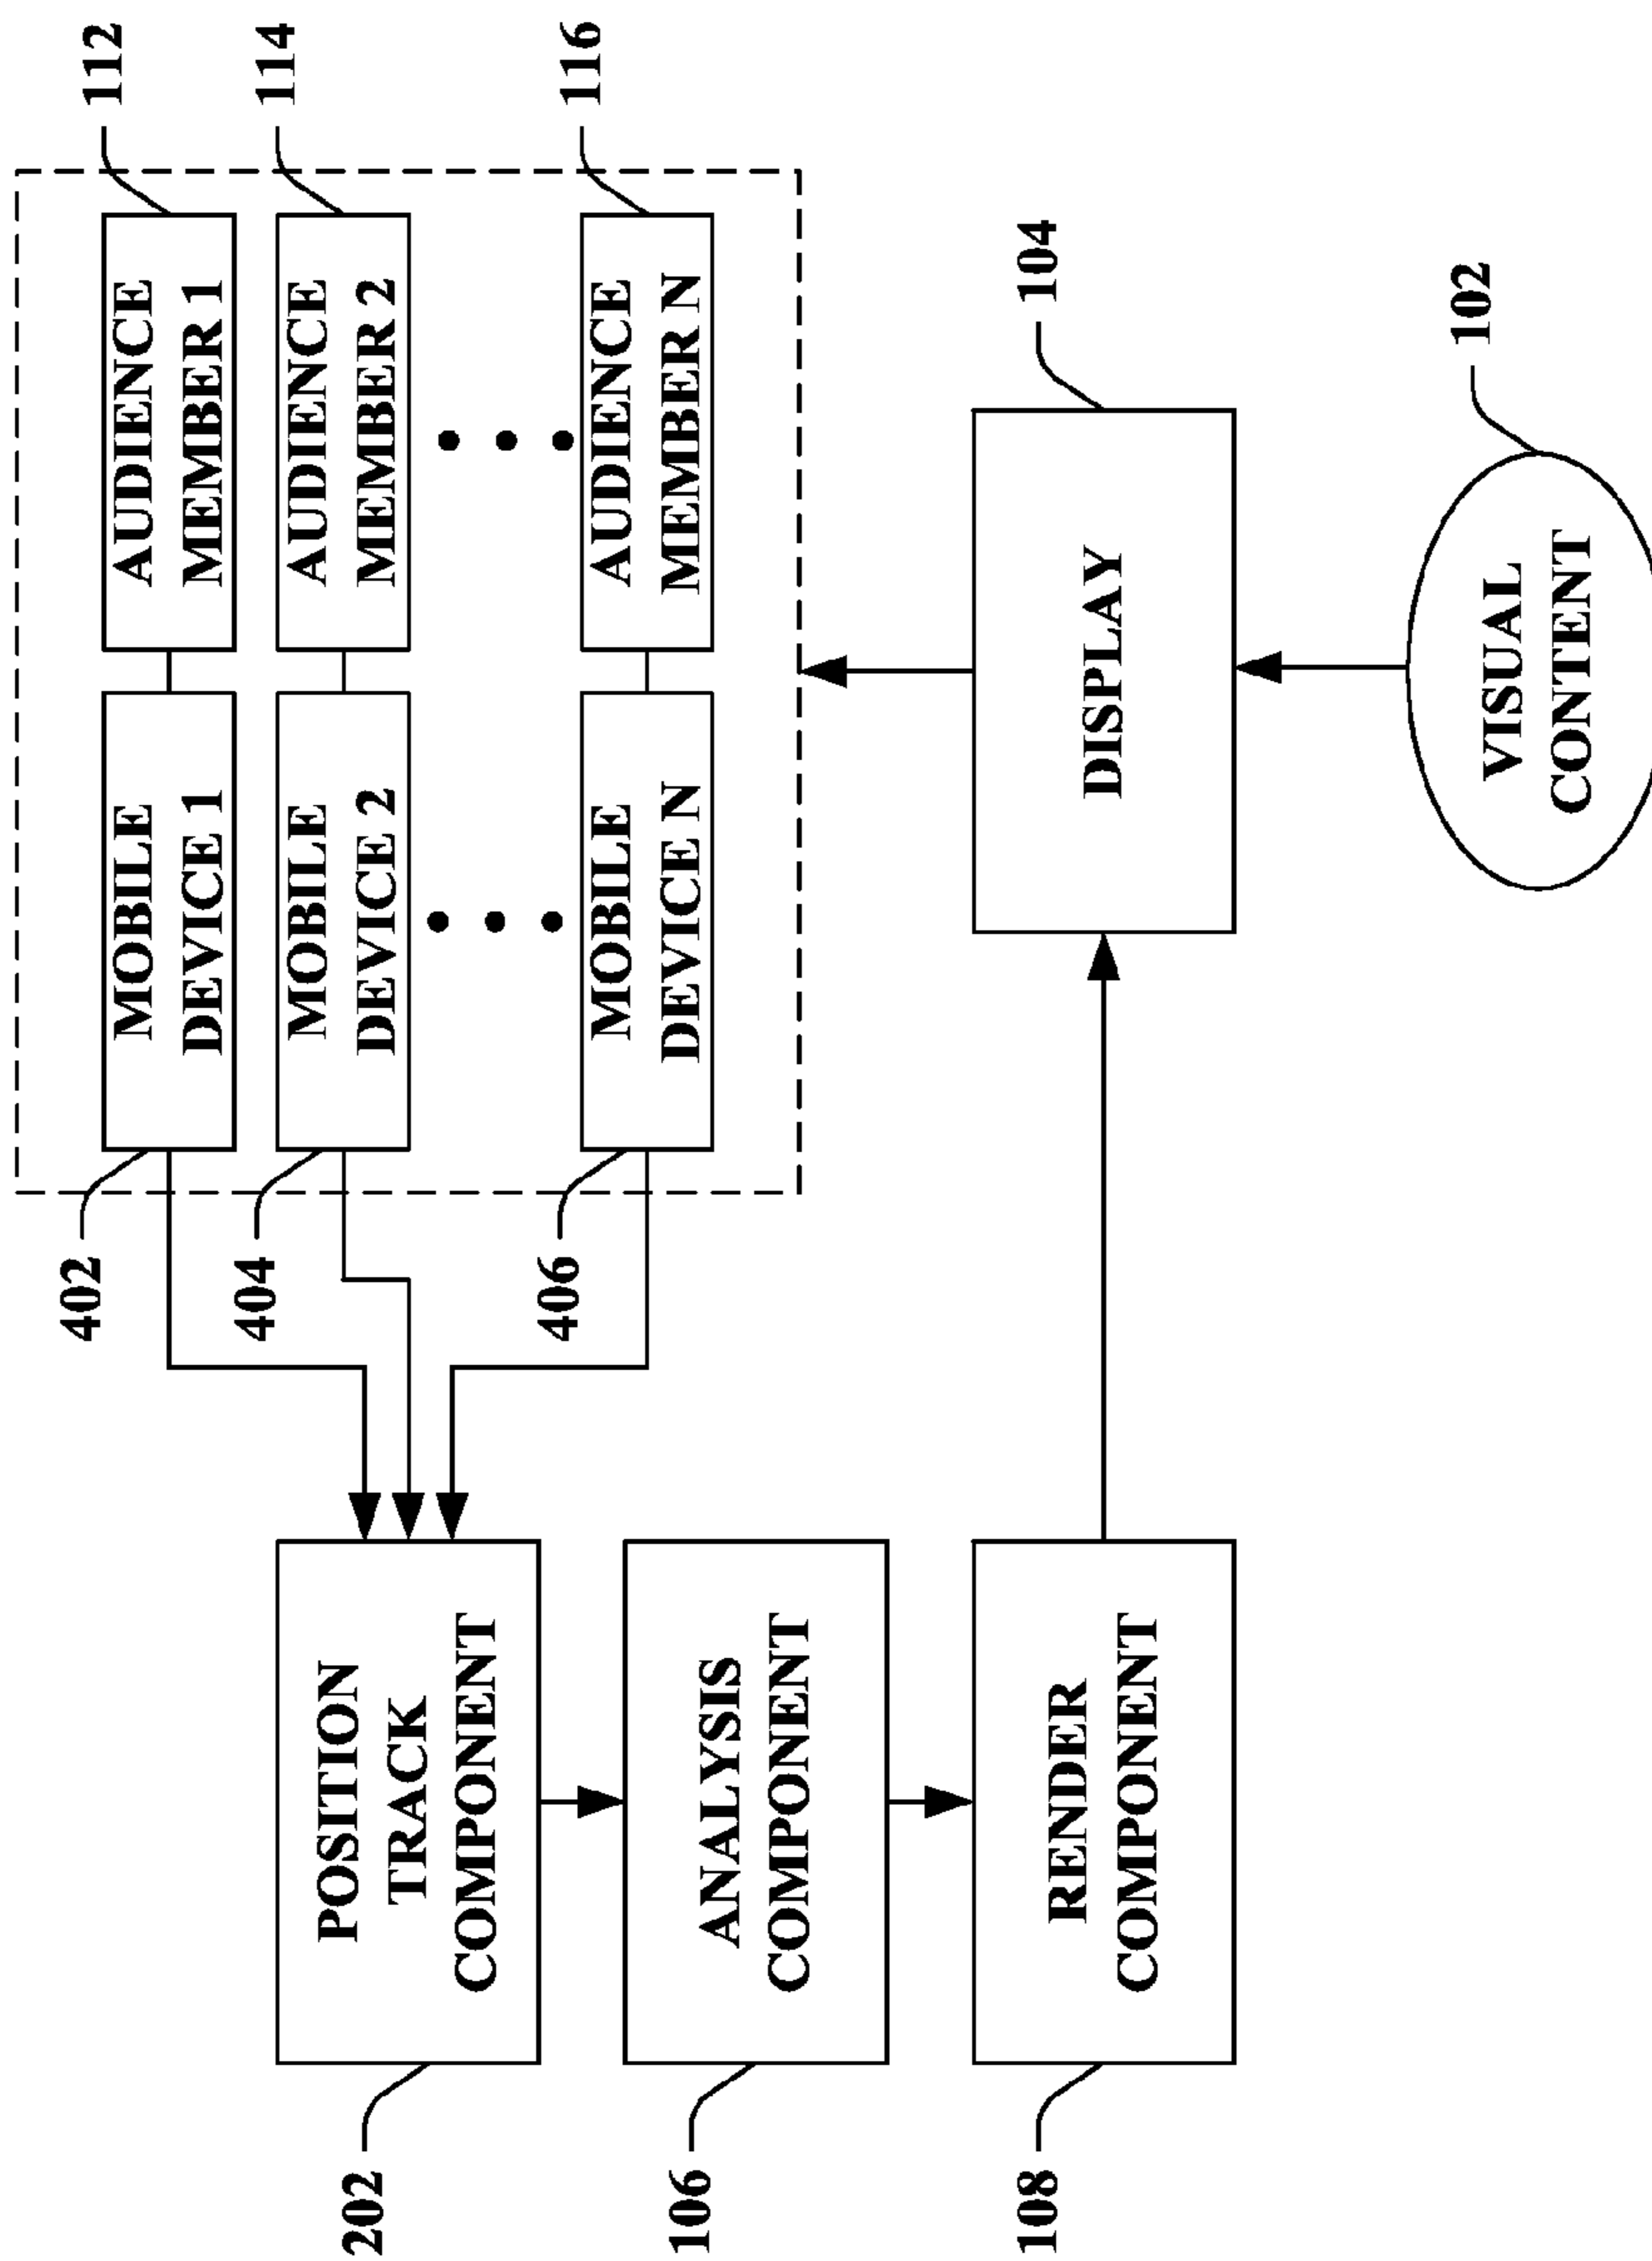 402
MOBILE
DEVICE 1
AUDIENCE
MEMBER 1
112
404
MOBILE
DEVICE 2
AUDIENCE
MEMBER 2
114
406
MOBILE
DEVICE N
AUDIENCE
MEMBER N
116
202
POSITION
TRACK
COMPONENT
106
ANALYSIS
COMPONENT
108
RENDER
COMPONENT
DISPLAY
104
VISUAL
CONTENT
102